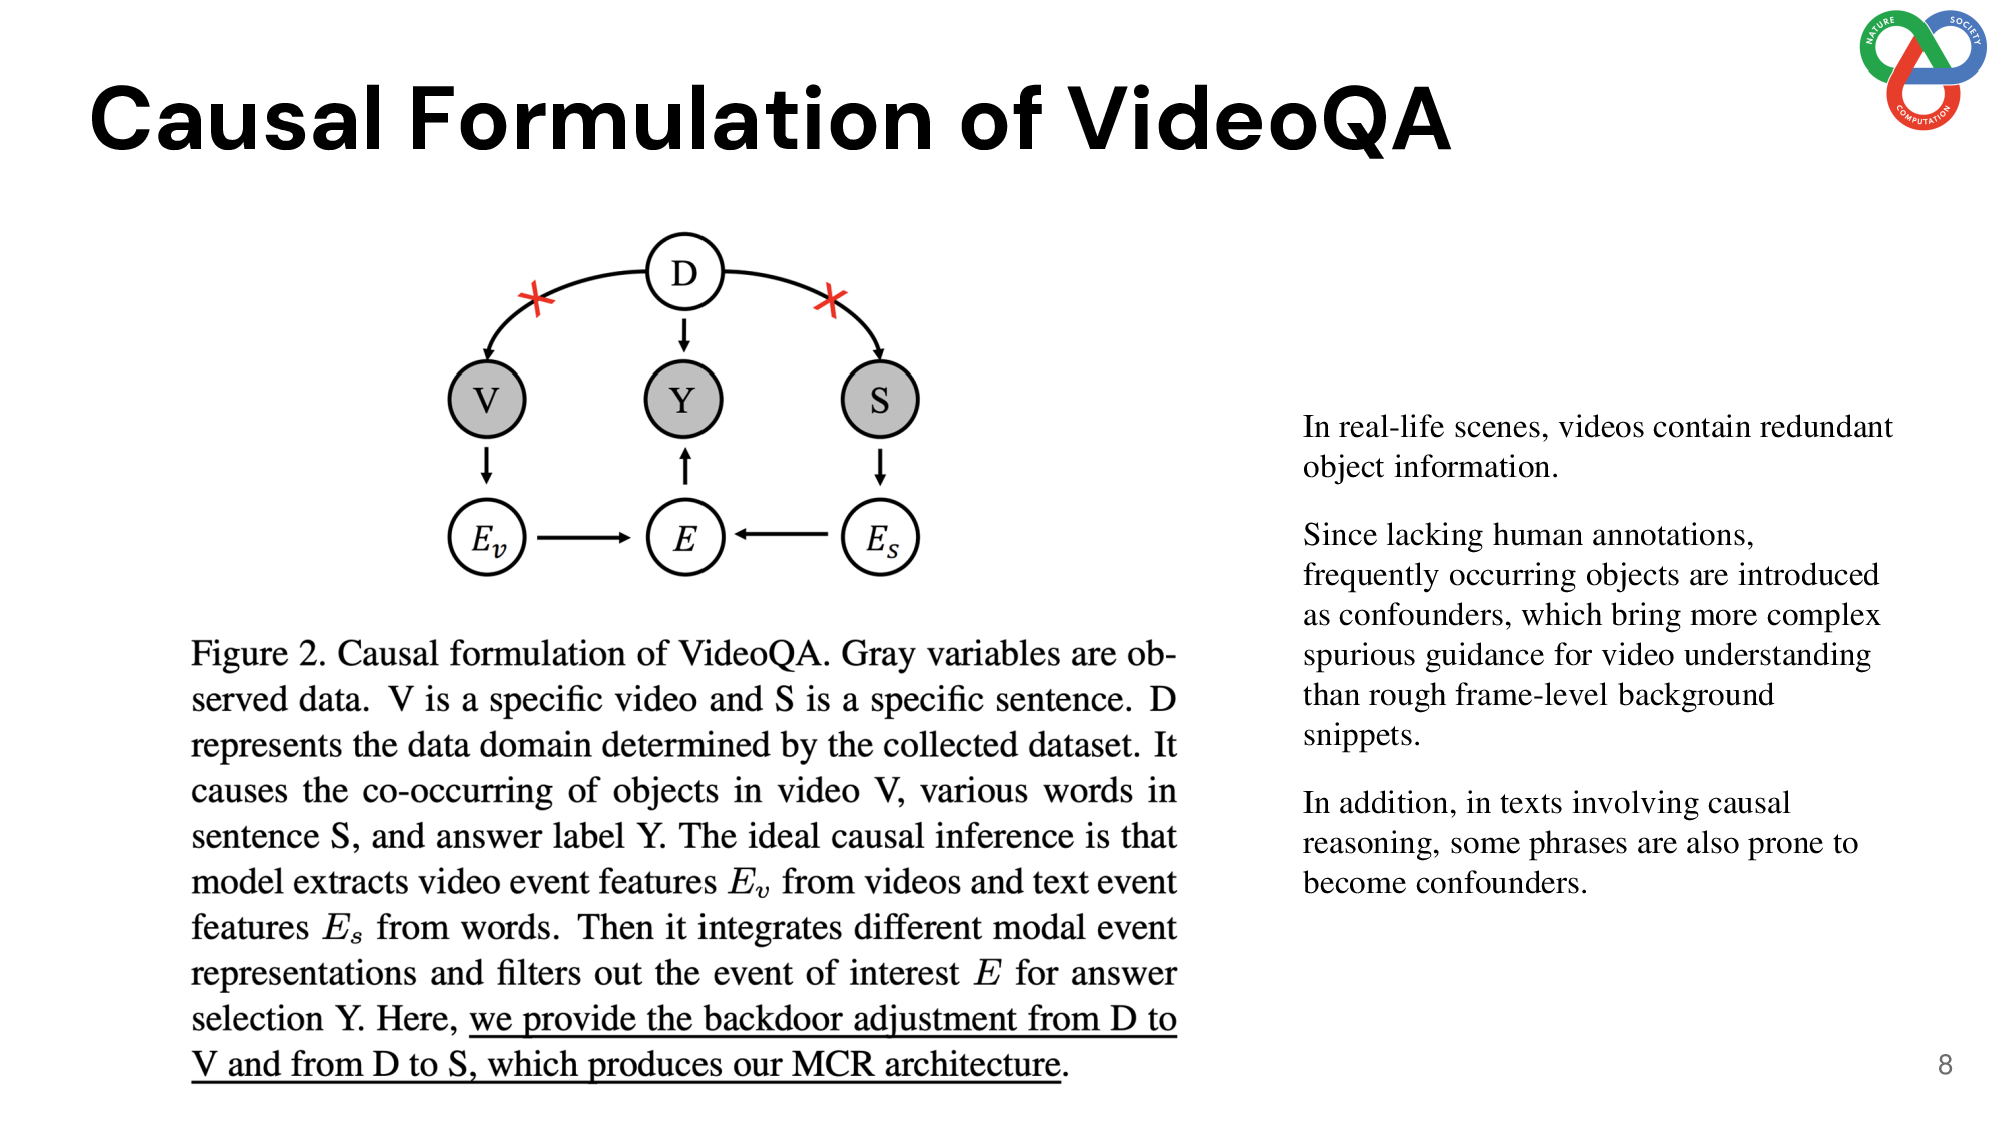 NATURE
SOCIETY
COMPUTATION
Causal Formulation of VideoQA
D
V
Y
S
E_v
E
E_s
Figure 2. Causal formulation of VideoQA. Gray variables are ob-
served data. V is a specific video and S is a specific sentence. D
represents the data domain determined by the collected dataset. It
causes the co-occurring of objects in video V, various words in
sentence S, and answer label Y. The ideal causal inference is that
model extracts video event features E_v from videos and text event
features E_s from words. Then it integrates different modal event
representations and filters out the event of interest E for answer
selection Y. Here, we provide the backdoor adjustment from D to
V and from D to S, which produces our MCR architecture.
In real-life scenes, videos contain redundant
object information.
Since lacking human annotations,
frequently occurring objects are introduced
as confounders, which bring more complex
spurious guidance for video understanding
than rough frame-level background
snippets.
In addition, in texts involving causal
reasoning, some phrases are also prone to
become confounders.
8